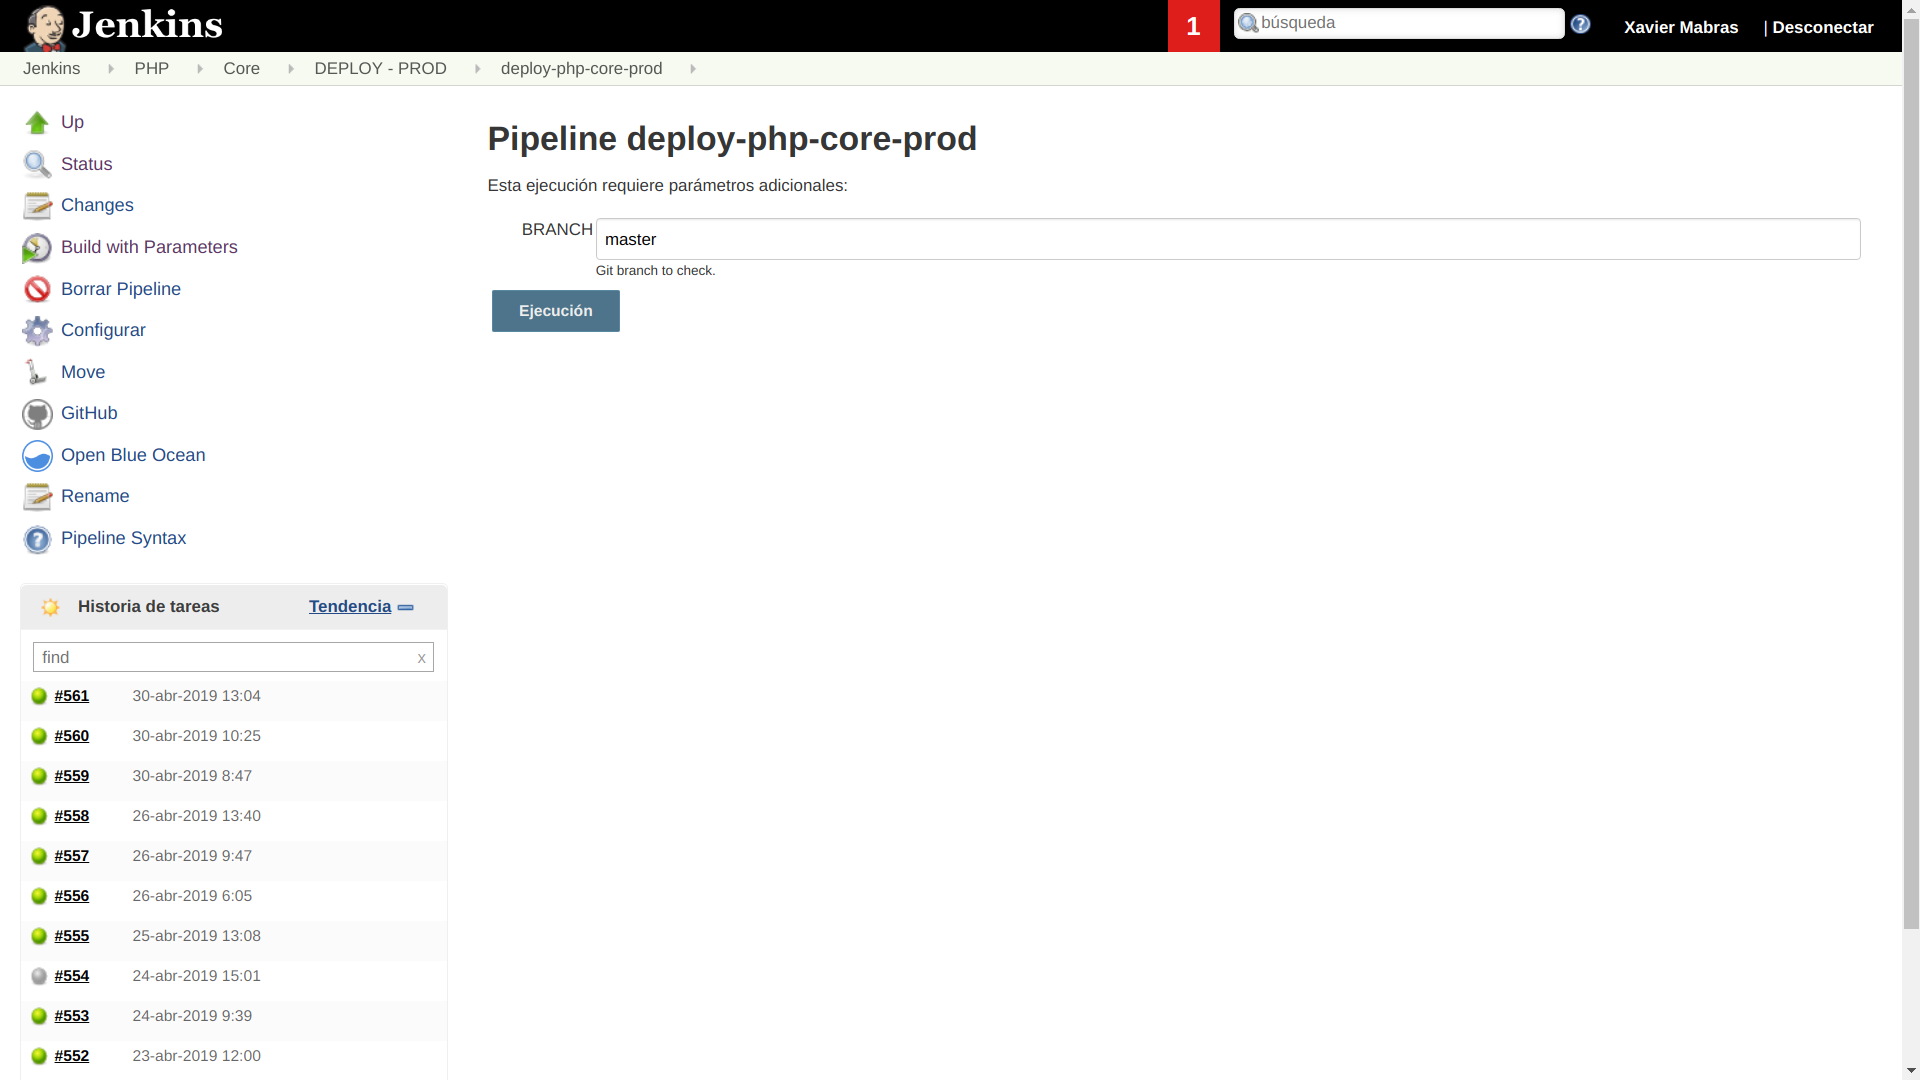 Jenkins
1
búsqueda
Xavier Mabras
| Desconectar
Jenkins
PHP
Core
DEPLOY - PROD
deploy-php-core-prod
Up
Status
Changes
Build with Parameters
Borrar Pipeline
Configurar
Move
GitHub
Open Blue Ocean
Rename
Pipeline Syntax
Historia de tareas
Tendencia
find
x
#561 30-abr-2019 13:04
#560 30-abr-2019 10:25
#559 30-abr-2019 8:47
#558 26-abr-2019 13:40
#557 26-abr-2019 9:47
#556 26-abr-2019 6:05
#555 25-abr-2019 13:08
#554 24-abr-2019 15:01
#553 24-abr-2019 9:39
#552 23-abr-2019 12:00
Pipeline deploy-php-core-prod
Esta ejecución requiere parámetros adicionales:
BRANCH
master
Git branch to check.
Ejecución